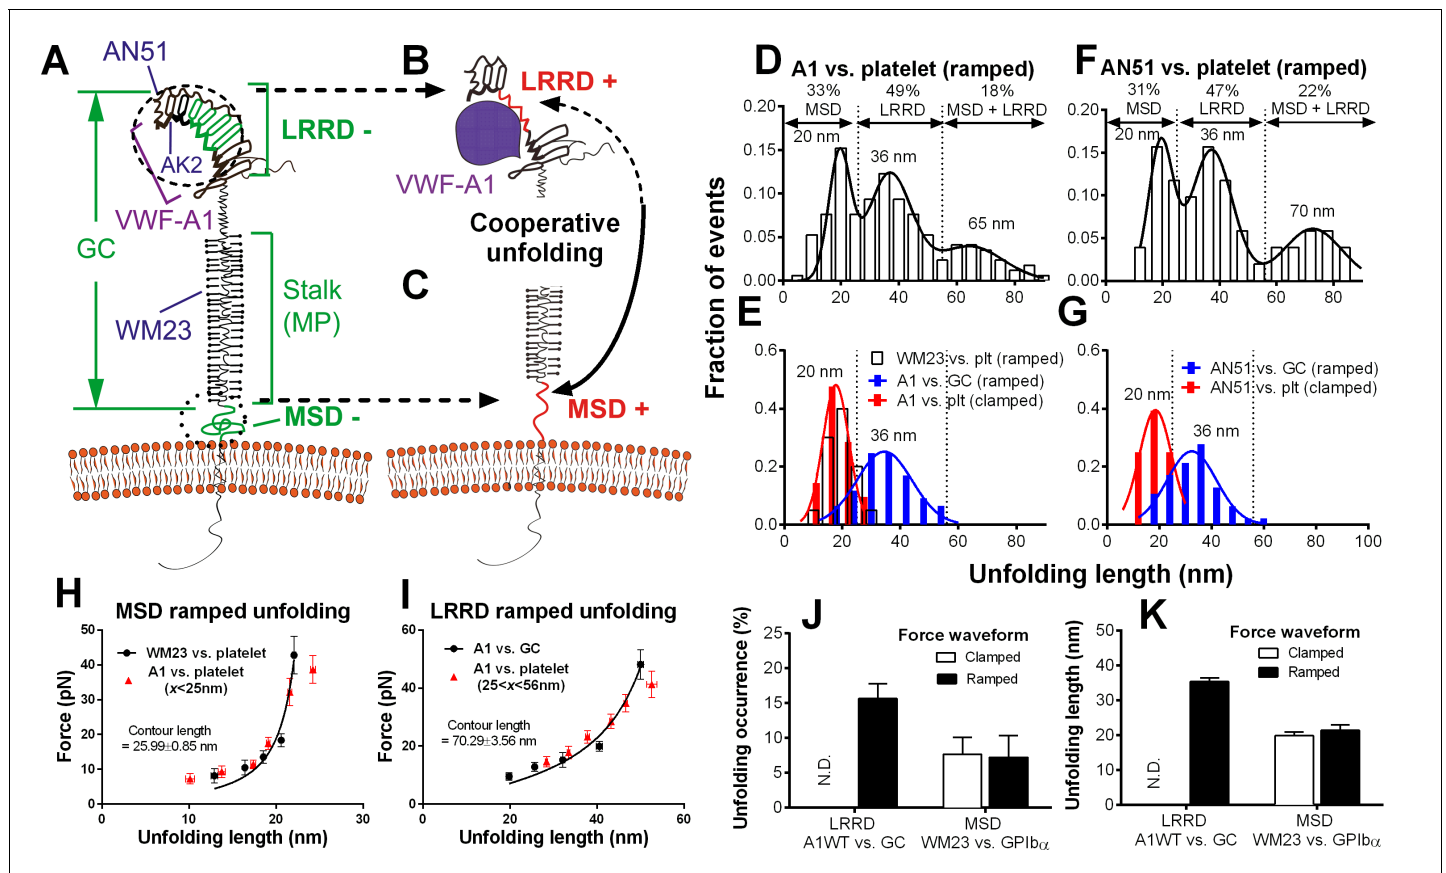 A
AN51
GC
AK2
VWF-A1
LRRD -
WM23
Stalk
(MP)
MSD -
B
LRRD +
VWF-A1
Cooperative
unfolding
C
MSD +
Fraction of events
D
A1 vs. platelet (ramped)
33% 49% 18%
MSD LRRD MSD + LRRD
20 nm
36 nm
65 nm
0.20
0.15
0.10
0.05
0.00
0 20 40 60 80
F
AN51 vs. platelet (ramped)
31% 47% 22%
MSD LRRD MSD + LRRD
20 nm
36 nm
70 nm
0.20
0.15
0.10
0.05
0.00
0 20 40 60 80
E
WM23 vs. plt (ramped)
A1 vs. GC (ramped)
A1 vs. plt (clamped)
20 nm
36 nm
0.6
0.4
0.2
0.0
0 20 40 60 80
G
AN51 vs. GC (ramped)
AN51 vs. plt (clamped)
20 nm
36 nm
0.6
0.4
0.2
0.0
0 20 40 60 80 100
Unfolding length (nm)
H
MSD ramped unfolding
WM23 vs. platelet
A1 vs. platelet
(x<25nm)
Contour length
= 25.99±0.85 nm
Force (pN)
50
40
30
20
10
0
0 10 20 30
Unfolding length (nm)
I
LRRD ramped unfolding
A1 vs. GC
A1 vs. platelet
(25<x<56nm)
Contour length
= 70.29±3.56 nm
Force (pN)
60
40
20
0
0 20 40 60
Unfolding length (nm)
J
Force waveform
Clamped
Ramped
Unfolding occurrence (%)
25
20
15
10
5
0
N.D.
LRRD MSD
A1WT vs. GC WM23 vs. GPIbα
K
Force waveform
Clamped
Ramped
Unfolding length (nm)
50
40
30
20
10
0
N.D.
LRRD MSD
A1WT vs. GC WM23 vs. GPIbα